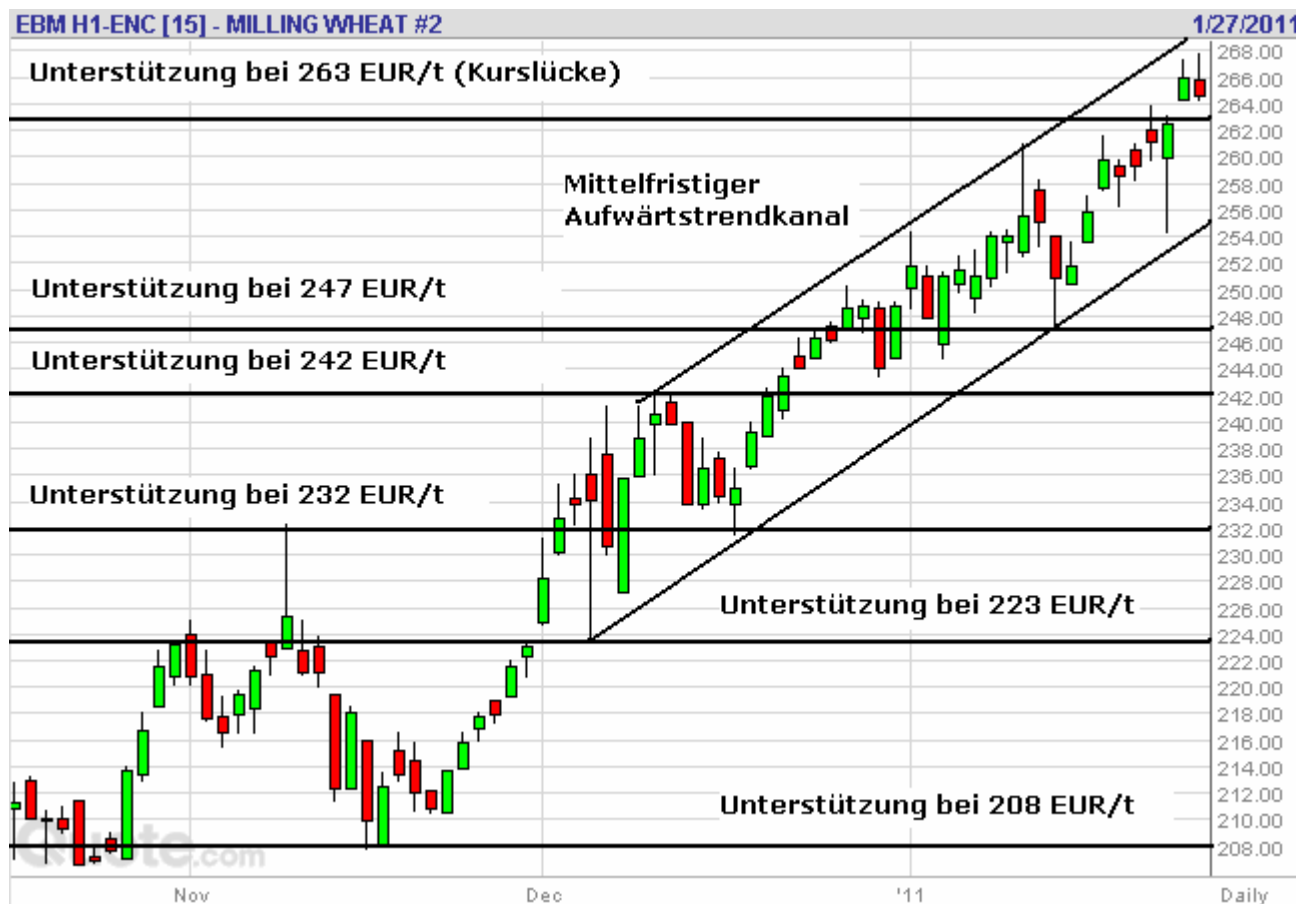 EBM H1-ENC [15] - MILLING WHEAT #2 1/27/2011
Unterstützung bei 263 EUR/t (Kurslücke)
Mittelfristiger
Aufwärtstrendkanal
Unterstützung bei 247 EUR/t
Unterstützung bei 242 EUR/t
Unterstützung bei 232 EUR/t
Unterstützung bei 223 EUR/t
Unterstützung bei 208 EUR/t
268.00
266.00
264.00
262.00
260.00
258.00
256.00
254.00
252.00
250.00
248.00
246.00
244.00
242.00
240.00
238.00
236.00
234.00
232.00
230.00
228.00
226.00
224.00
222.00
220.00
218.00
216.00
214.00
212.00
210.00
208.00
Quote.com
Nov Dec '11 Daily